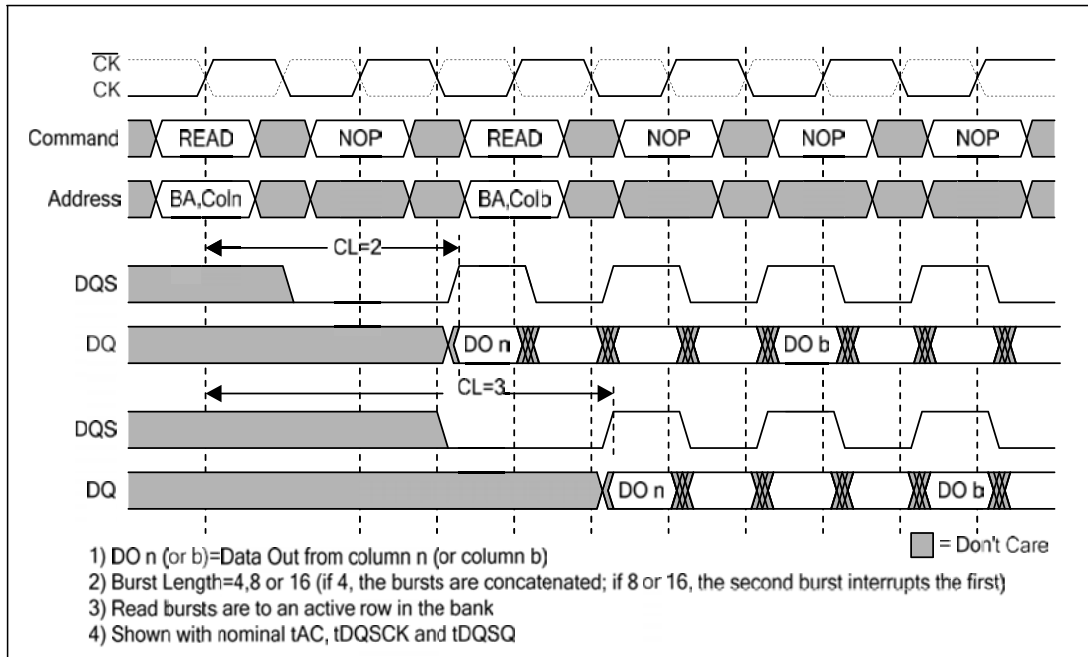 CK
CK
Command READ NOP READ NOP NOP NOP
Address BA,Coln BA,Colb
CL=2
DQS
DQ DO n DO b
CL=3
DQS
DQ DO n DO b
= Don't Care
1) DO n (or b)=Data Out from column n (or column b)
2) Burst Length=4,8 or 16 (if 4, the bursts are concatenated; if 8 or 16, the second burst interrupts the first)
3) Read bursts are to an active row in the bank
4) Shown with nominal tAC, tDQSCK and tDQSQ